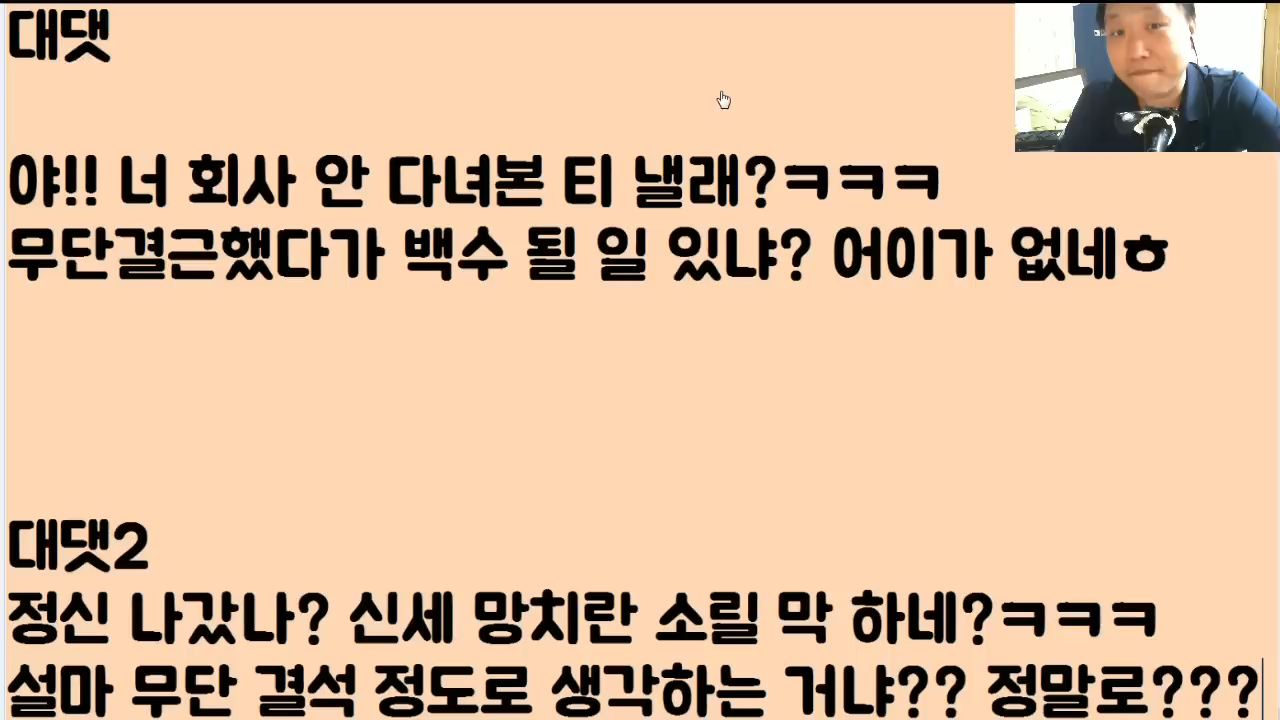 대댓
야!! 너 회사 안 다녀본 티 낼래?ㅋㅋㅋ
무단결근했다가 백수 될 일 있냐? 어이가 없네ㅎ
대댓2
정신 나갔나? 신세 망치란 소릴 막 하네?ㅋㅋㅋ
설마 무단 결석 정도로 생각하는 거냐?? 정말로???